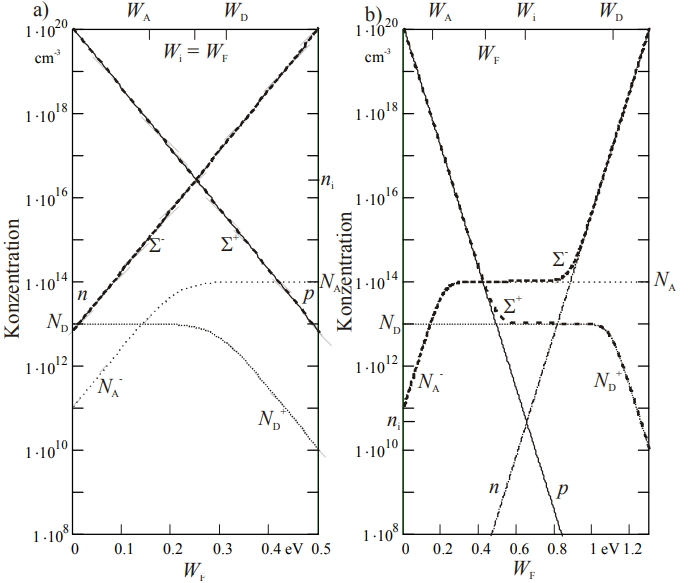 a)
W_A W_D
W_i = W_F
1·10^20
cm^-3
1·10^18
1·10^16
1·10^14
1·10^12
1·10^10
1·10^8
Konzentration
n_i
Σ^- Σ^+
n p
N_A
N_D
N_A^-
N_D^+
0 0.1 0.2 0.3 0.4 eV 0.5
W_F
b)
W_A W_i W_D
W_F
1·10^20
cm^-3
1·10^18
1·10^16
1·10^14
1·10^12
1·10^10
1·10^8
Konzentration
Σ^-
N_A
Σ^+
N_D
N_A^- N_D^+
n_i
n p
0 0.2 0.4 0.6 0.8 1 eV 1.2
W_F